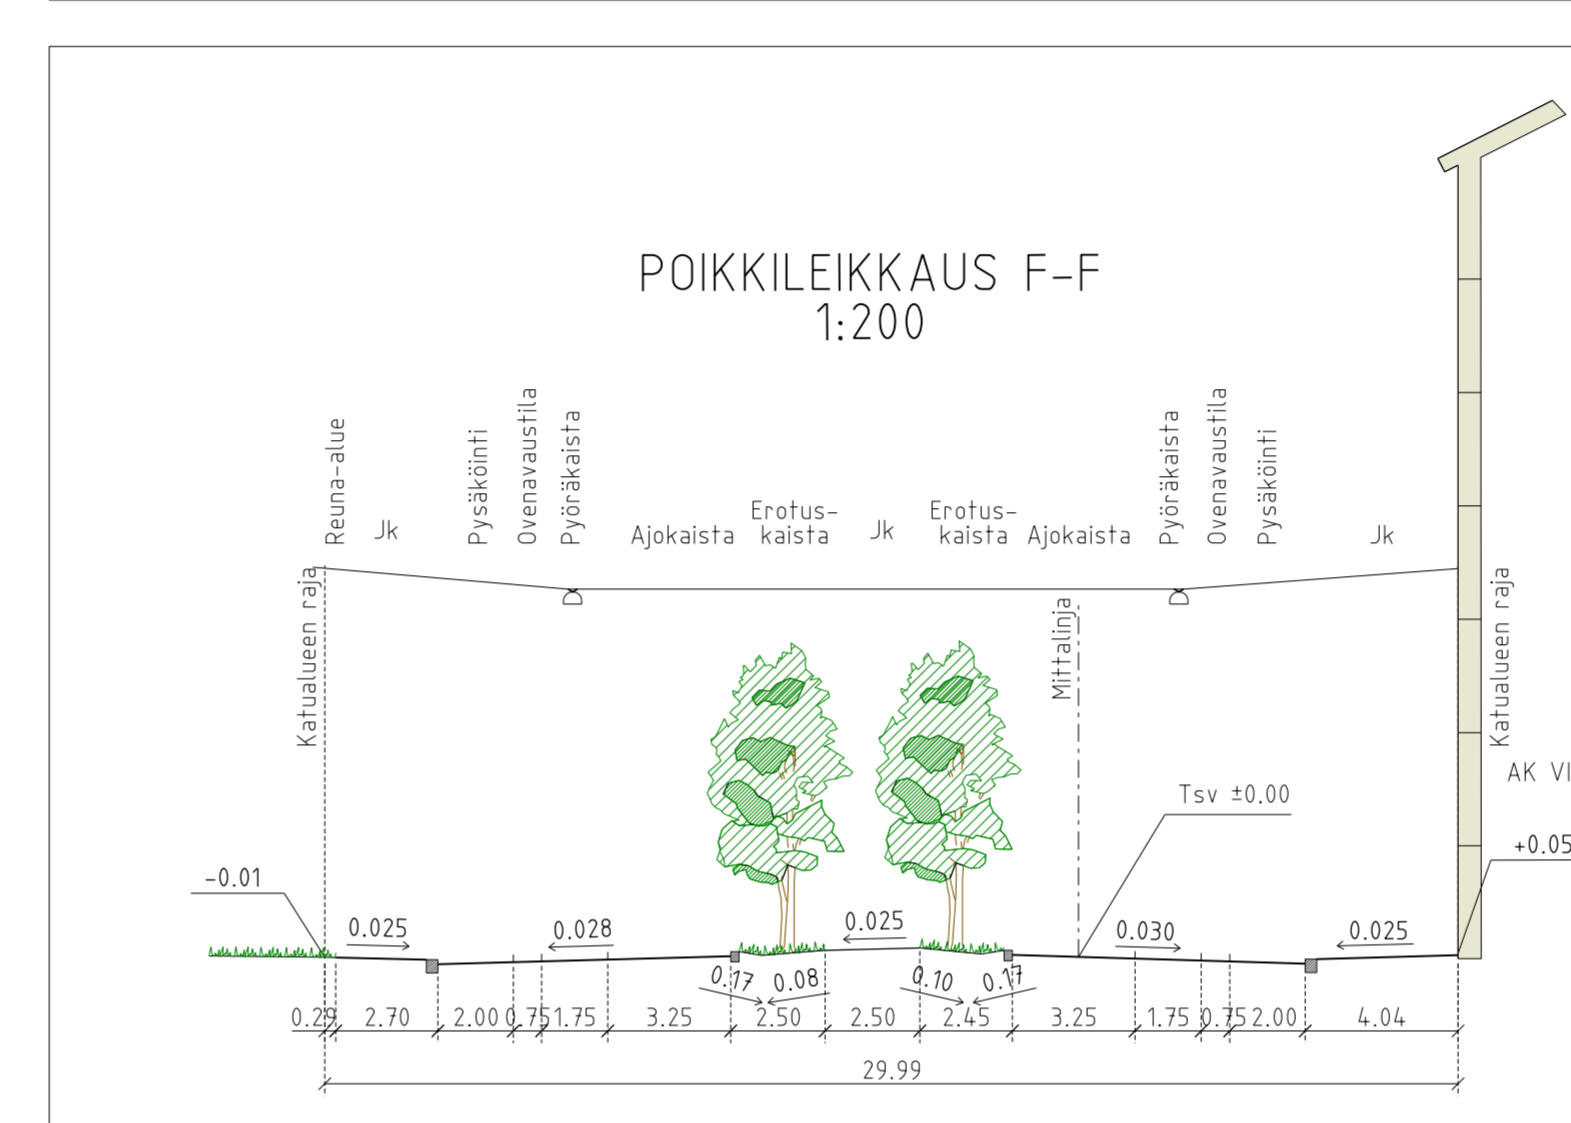 POIKKILEIKKAUS F-F
1:200
Reuna-alue
Jk
Pysäköinti
Ovenavaustila
Pyöräkaista
Ajokaista
Erotus-
kaista
Jk
Erotus-
kaista
Ajokaista
Pyöräkaista
Ovenavaustila
Pysäköinti
Jk
Katualueen raja
Mittalinja
Katualueen raja
AK VI
Tsv ±0.00
+0.05
-0.01
0.025
0.028
0.025
0.030
0.025
0.17
0.08
0.10
0.17
0.29
2.70
2.00
0.75
1.75
3.25
2.50
2.50
2.45
3.25
1.75
0.75
2.00
4.04
29.99